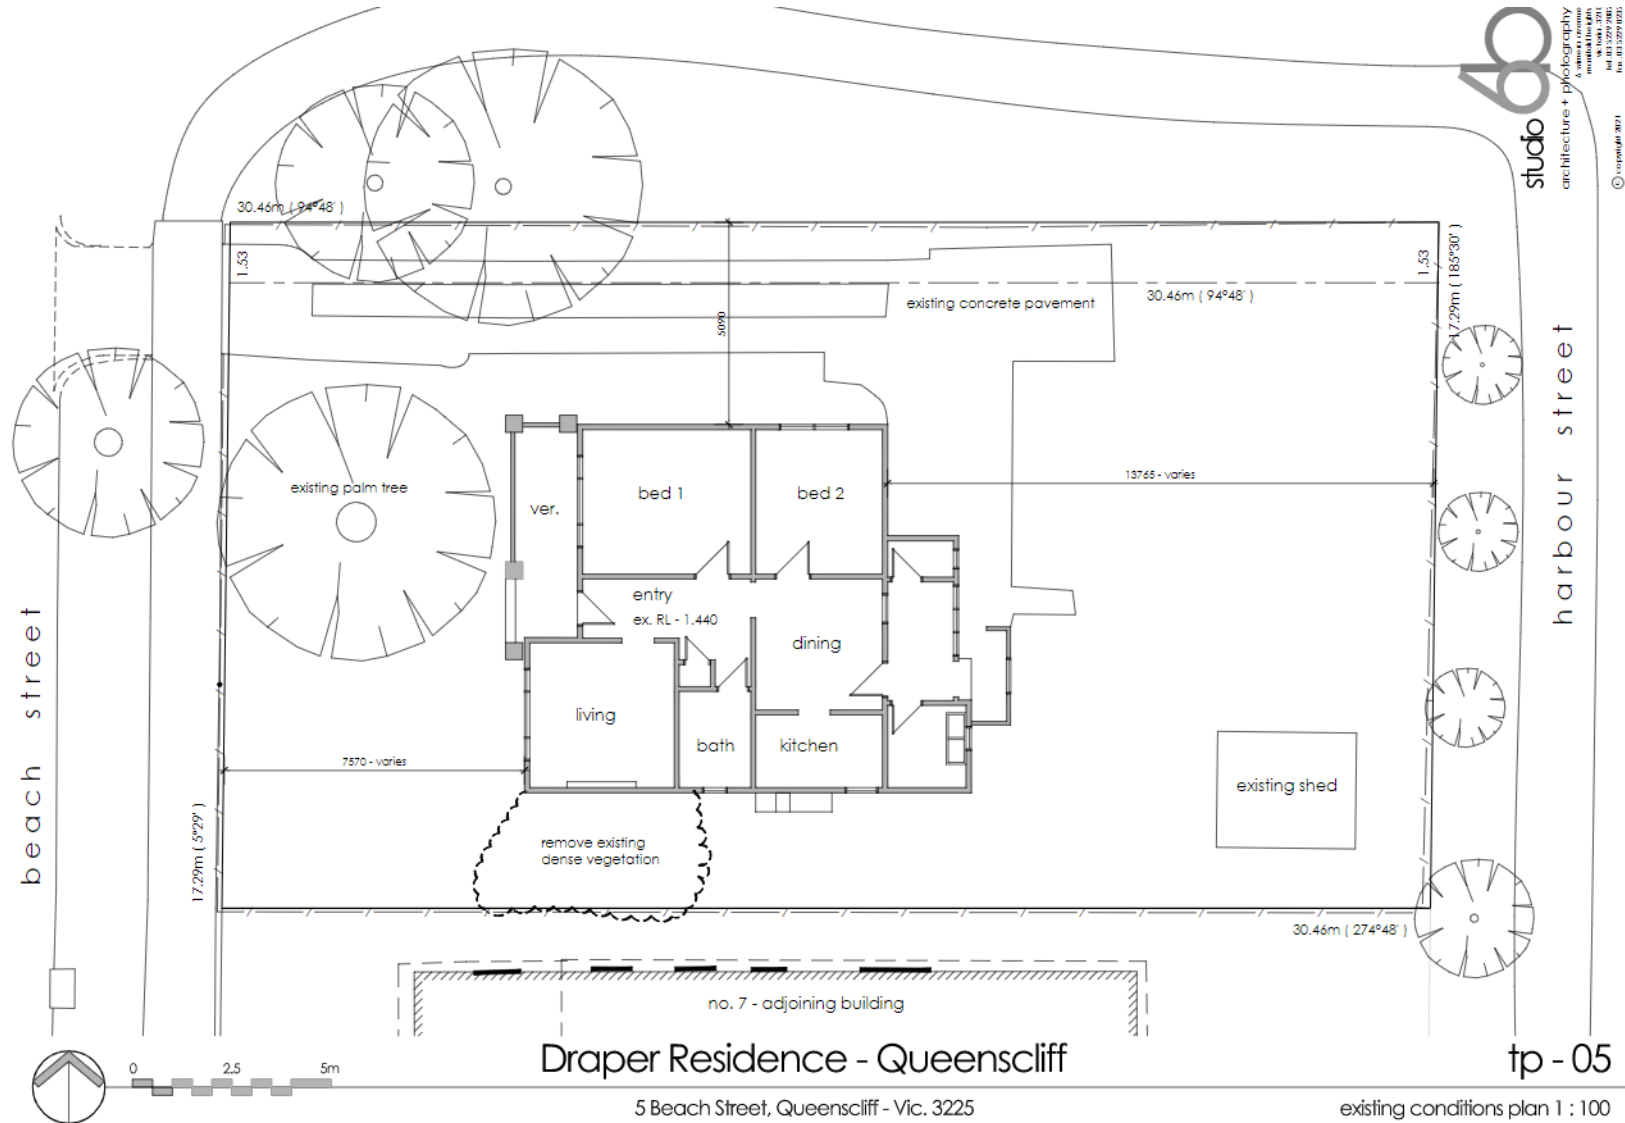 studio
architecture + photography
manifold heights
© copyright 2021
30.46m ( 94°48' )
1.53
1.53
17.29m ( 185°30' )
existing concrete pavement
30.46m ( 94°48' )
5090
harbour street
existing palm tree
ver.
bed 1
bed 2
13765 - varies
entry
ex. RL - 1.440
dining
beach street
living
bath
kitchen
7570 - varies
existing shed
17.29m ( 5°29' )
remove existing
dense vegetation
30.46m ( 274°48' )
no. 7 - adjoining building
0 2.5 5m
Draper Residence - Queenscliff
tp - 05
5 Beach Street, Queenscliff - Vic. 3225
existing conditions plan 1 : 100